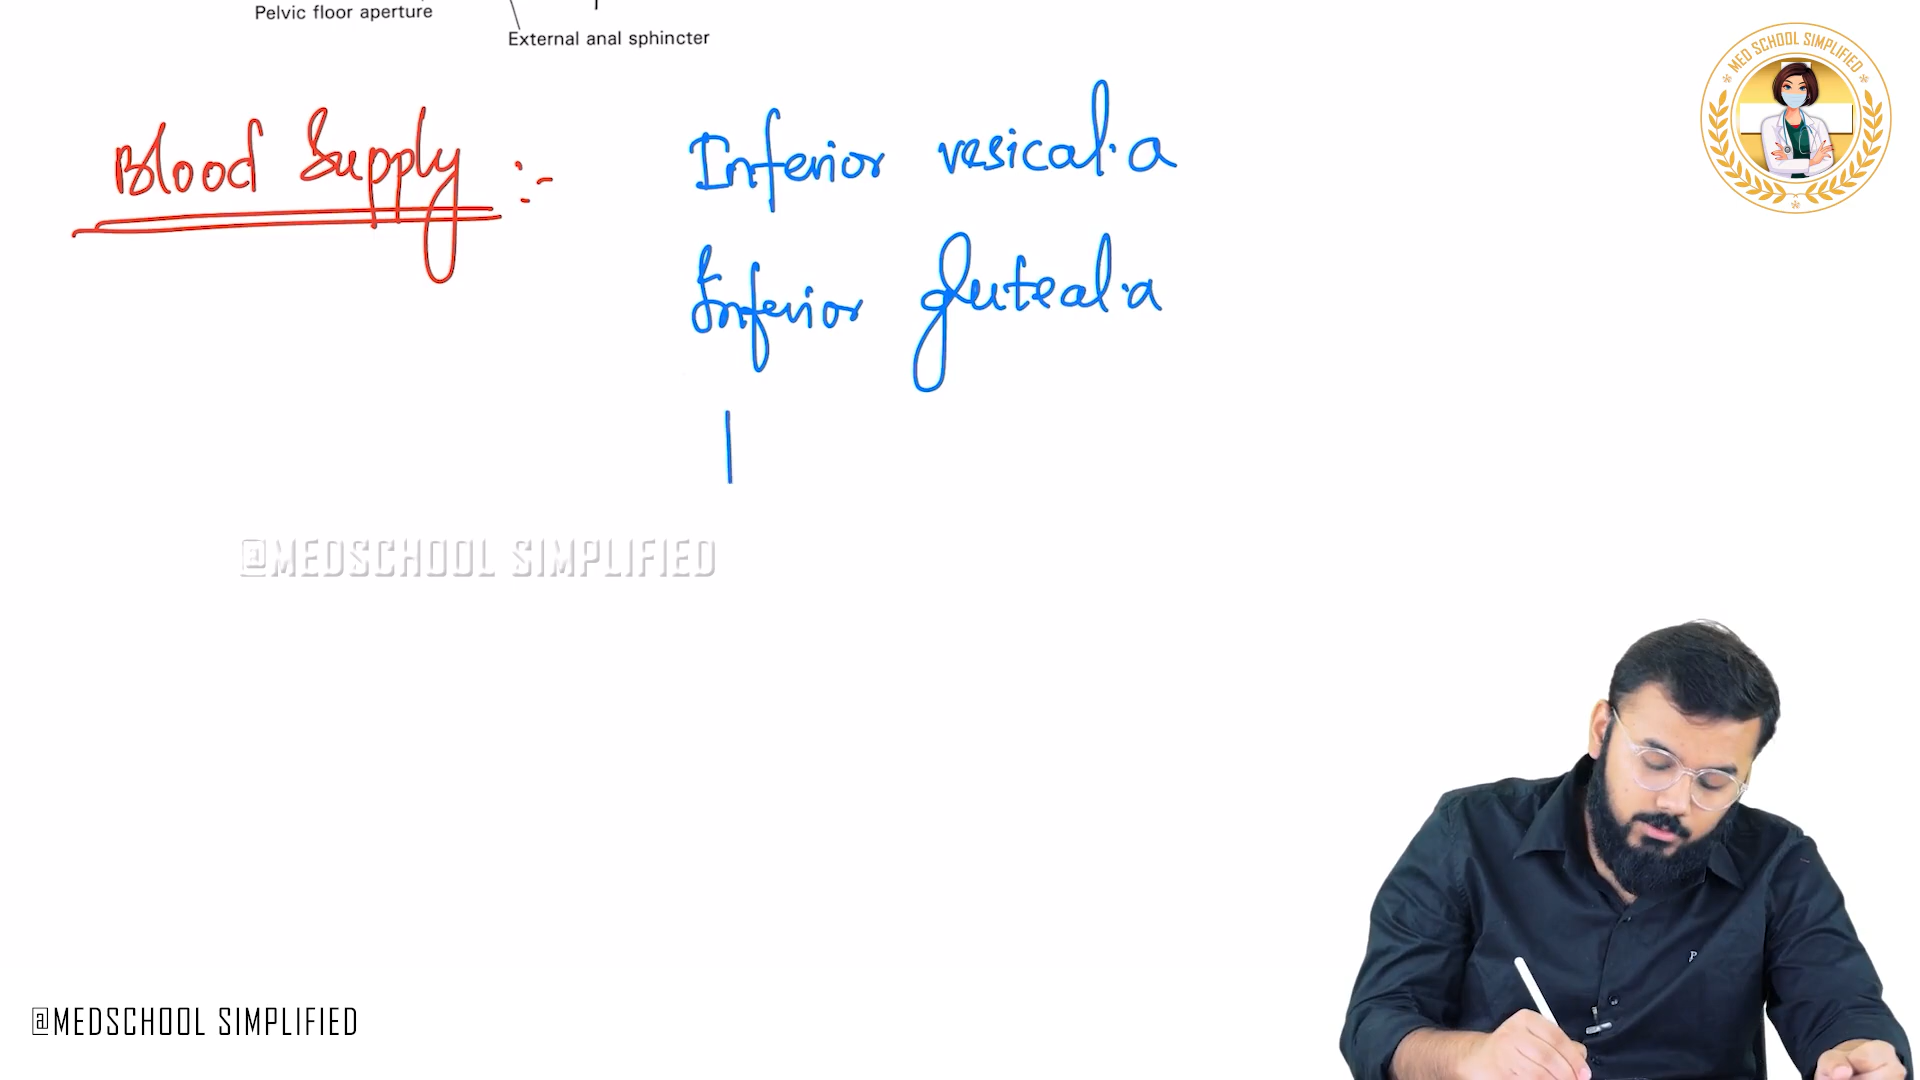 Pelvic floor aperture
External anal sphincter
MED SCHOOL SIMPLIFIED
Blood Supply :-
Inferior vesical.a
Inferior gluteal.a
@MEDSCHOOL SIMPLIFIED
P
@MEDSCHOOL SIMPLIFIED